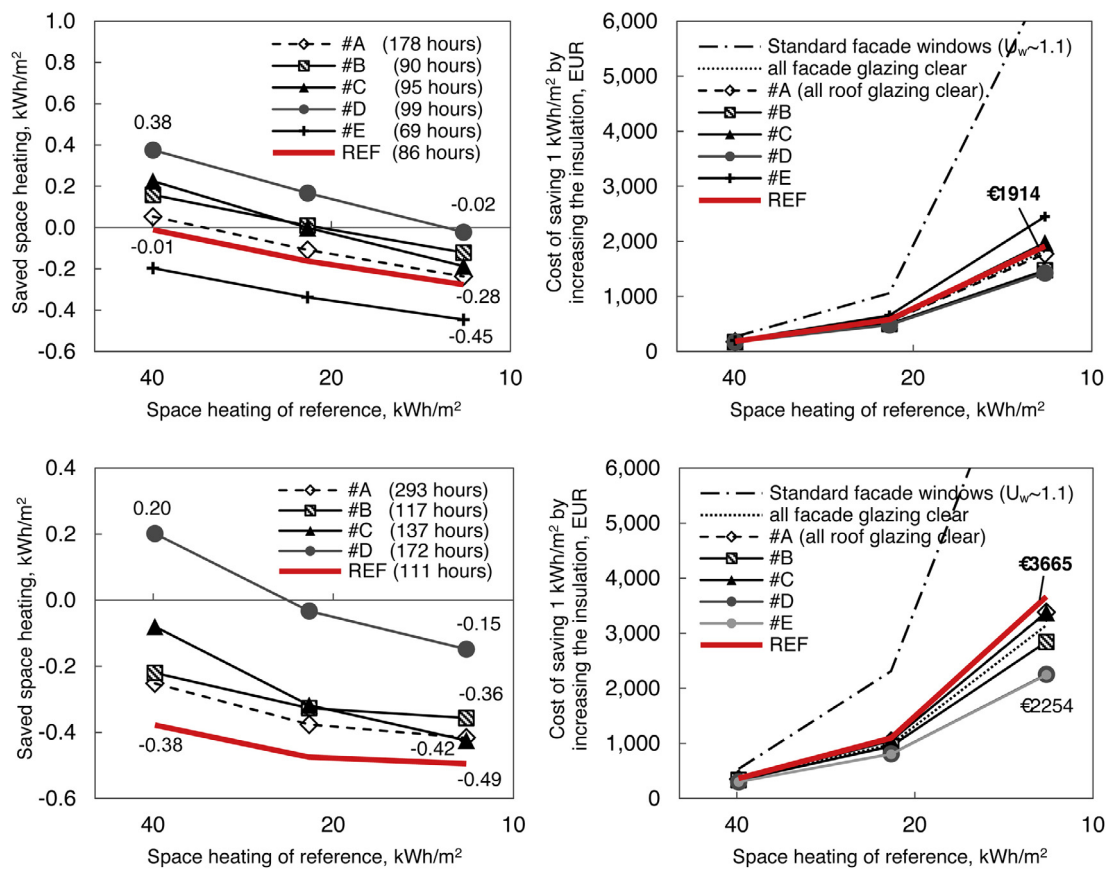 Saved space heating, kWh/m²
1.0
0.8
0.6
0.4
0.2
0.0
-0.2
-0.4
-0.6
#A (178 hours)
#B (90 hours)
#C (95 hours)
#D (99 hours)
#E (69 hours)
REF (86 hours)
0.38
-0.02
-0.01
-0.28
-0.45
40
20
10
Space heating of reference, kWh/m²
Cost of saving 1 kWh/m² by
increasing the insulation, EUR
6,000
5,000
4,000
3,000
2,000
1,000
0
Standard facade windows (Uw~1.1)
all facade glazing clear
#A (all roof glazing clear)
#B
#C
#D
#E
REF
€1914
40
20
10
Space heating of reference, kWh/m²
Saved space heating, kWh/m²
0.4
0.2
0.0
-0.2
-0.4
-0.6
#A (293 hours)
#B (117 hours)
#C (137 hours)
#D (172 hours)
REF (111 hours)
0.20
-0.15
-0.36
-0.38
-0.42
-0.49
40
20
10
Space heating of reference, kWh/m²
Cost of saving 1 kWh/m² by
increasing the insulation, EUR
6,000
5,000
4,000
3,000
2,000
1,000
0
Standard facade windows (Uw~1.1)
all facade glazing clear
#A (all roof glazing clear)
#B
#C
#D
#E
REF
€3665
€2254
40
20
10
Space heating of reference, kWh/m²